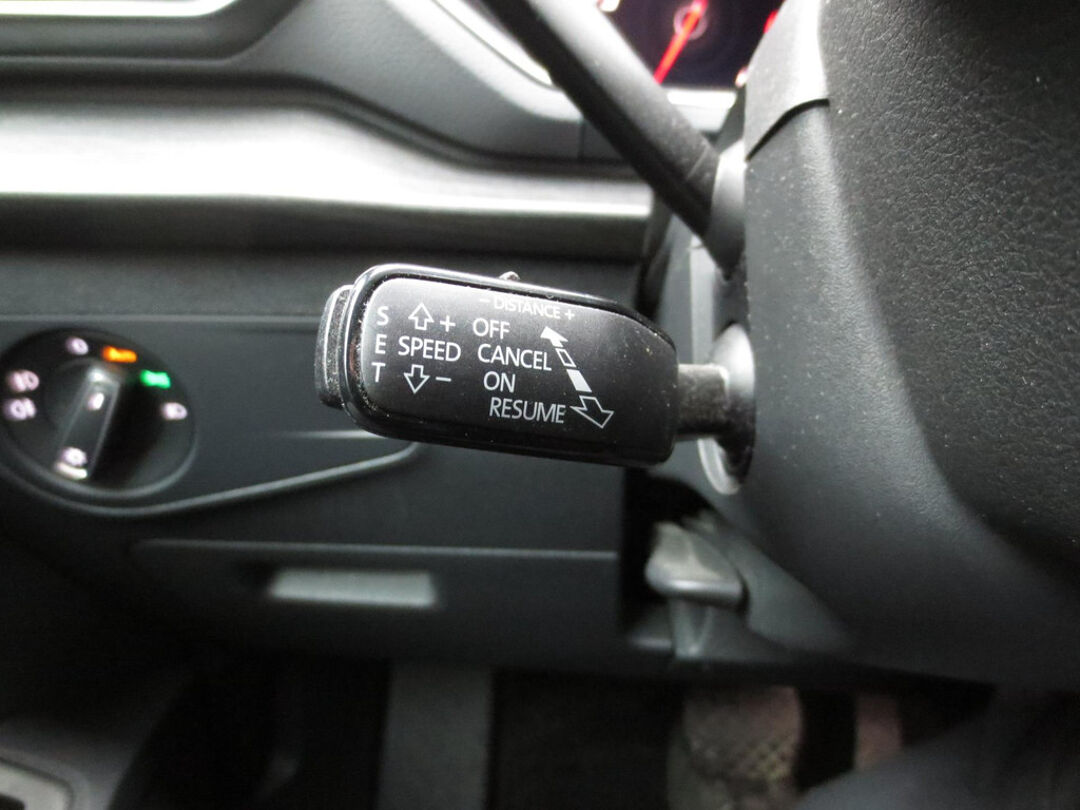 - DISTANCE +
S + OFF
E SPEED CANCEL
T - ON
RESUME